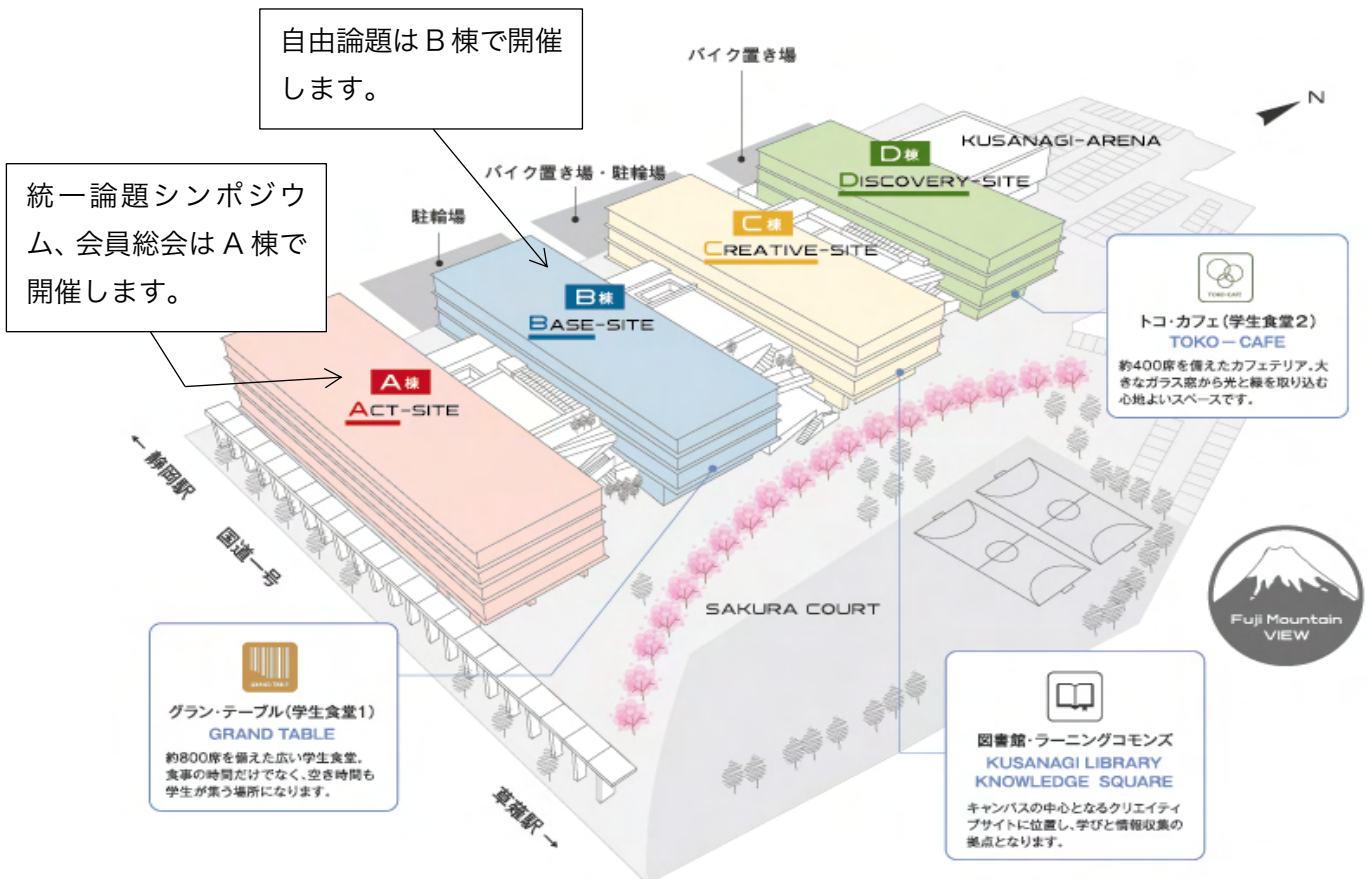 自由論題は B 棟で開催
します。
バイク置き場
N
KUSANAGI-ARENA
D棟
DISCOVERY-SITE
統一論題シンポジウ
ム、会員総会は A 棟で
開催します。
バイク置き場・駐輪場
駐輪場
C棟
CREATIVE-SITE
B棟
BASE-SITE
A棟
ACT-SITE
TOKO-CAFE
トコ・カフェ(学生食堂2)
TOKO-CAFE
約400席を備えたカフェテリア。大
きなガラス窓から光と緑を取り込む
心地よいスペースです。
←静岡駅
国道一号
草薙駅→
SAKURA COURT
Fuji Mountain
VIEW
GRAND TABLE
グラン・テーブル(学生食堂1)
GRAND TABLE
約800席を備えた広い学生食堂。
食事の時間だけでなく、空き時間も
学生が集う場所になります。
図書館・ラーニングコモンズ
KUSANAGI LIBRARY
KNOWLEDGE SQUARE
キャンパスの中心となるクリエイティ
ブサイトに位置し、学びと情報収集の
拠点となります。